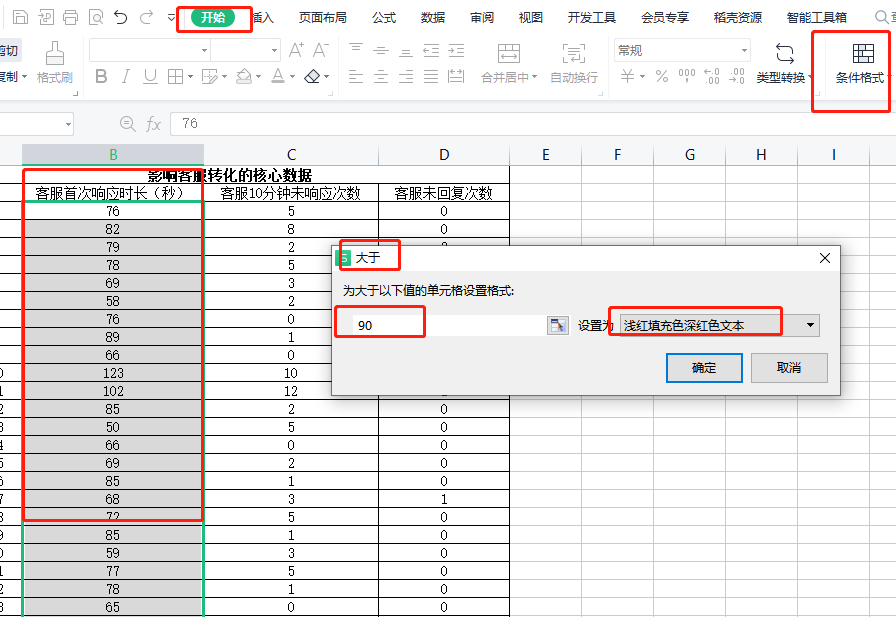 开始 插入 页面布局 公式 数据 审阅 视图 开发工具 会员专享 稻壳资源 智能工具箱
剪切 复制 格式刷 B I U A 合并居中 自动换行 常规 ¥ % 类型转换 条件格式
fx 76
B C D E F G H I
影响客服转化的核心数据
客服首次响应时长（秒） 客服10分钟未响应次数 客服未回复次数
76 5 0
82 8 0
79 2
78 5
69 3
58 2
76 0
89 1
66 0
123 10
102 12
85 2 0
50 5 0
66 0 0
69 2 0
85 1 0
68 3 1
72 5 0
85 1 0
59 3 0
77 5 0
78 1 0
65 0 0
大于
为大于以下值的单元格设置格式:
90 设置为 浅红填充色深红色文本
确定 取消